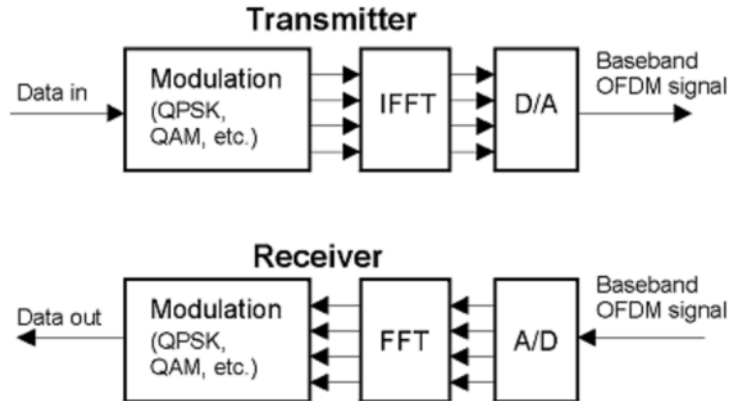 Transmitter
Data in
Modulation
(QPSK,
QAM, etc.)
IFFT
D/A
Baseband
OFDM signal
Receiver
Data out
Modulation
(QPSK,
QAM, etc.)
FFT
A/D
Baseband
OFDM signal